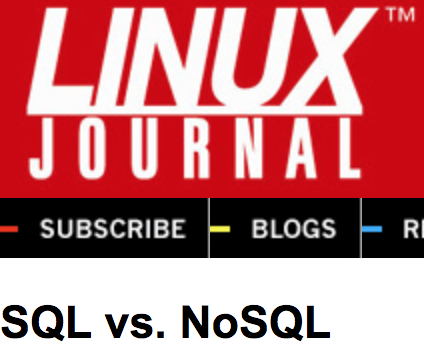 LINUX™
JOURNAL
SUBSCRIBE BLOGS
SQL vs. NoSQL